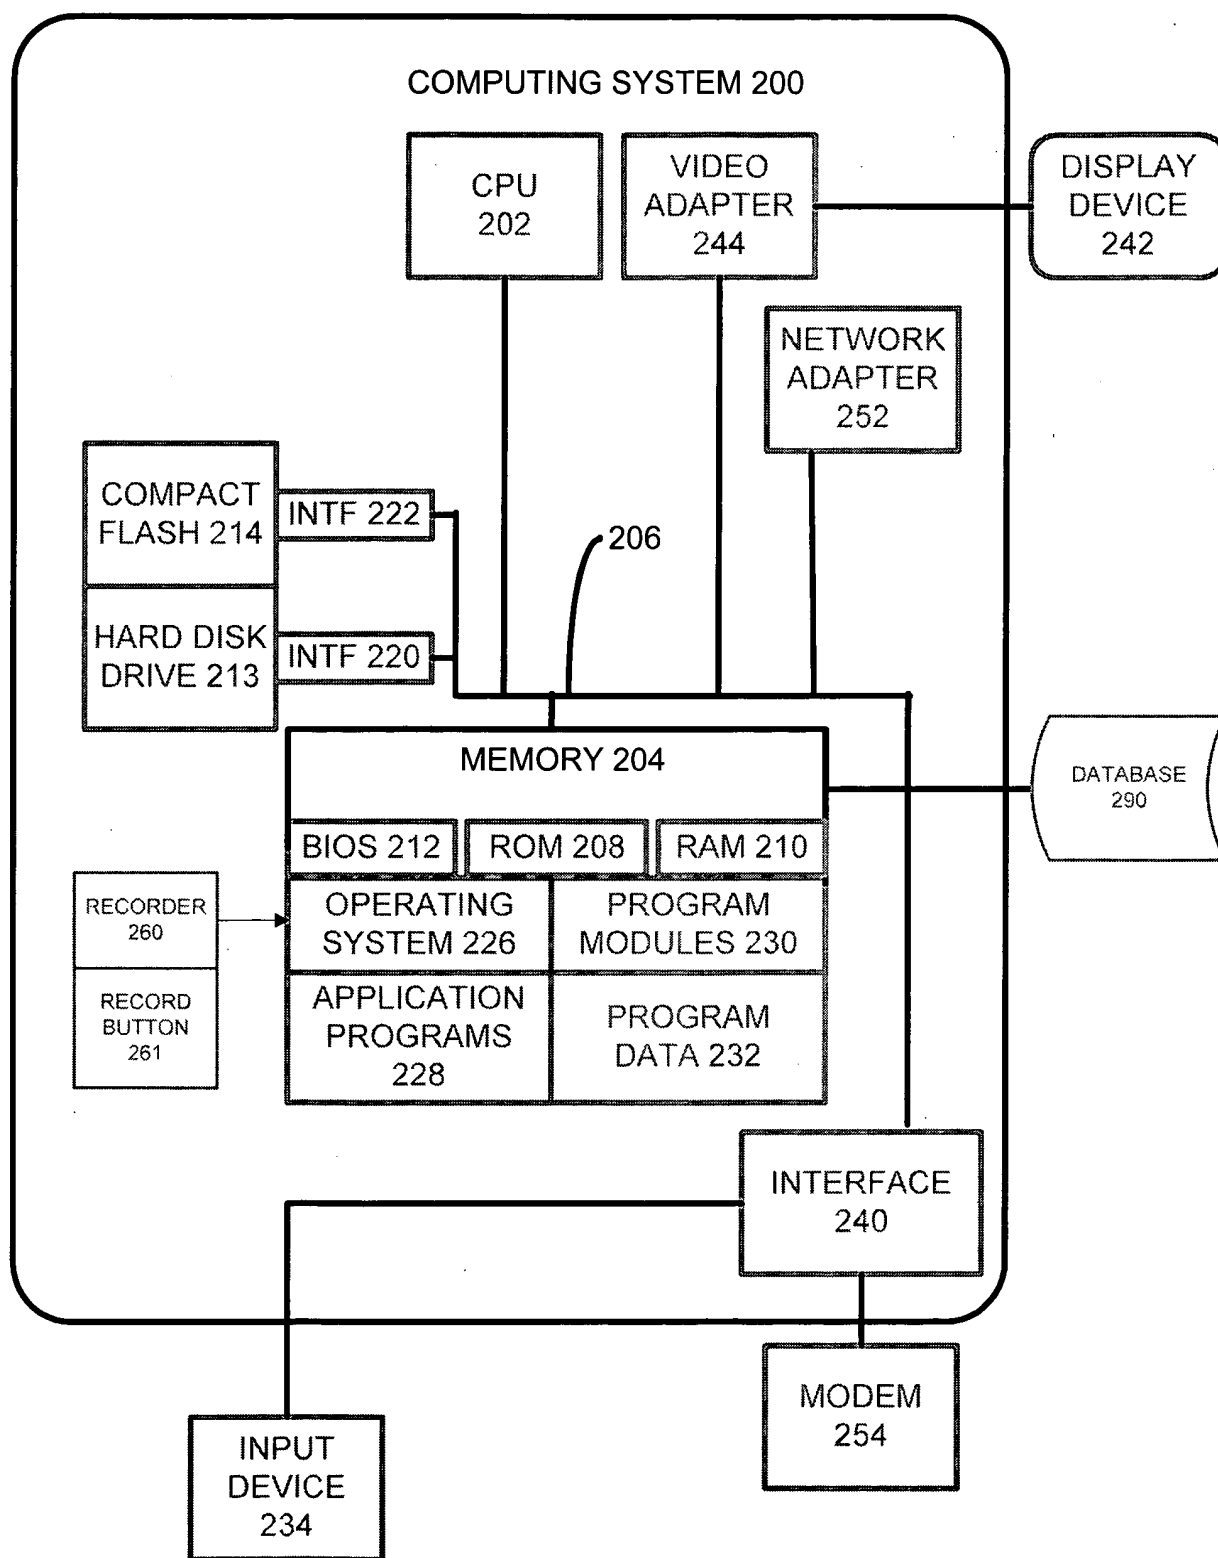 COMPUTING SYSTEM 200
CPU
202
VIDEO
ADAPTER
244
DISPLAY
DEVICE
242
NETWORK
ADAPTER
252
COMPACT
FLASH 214
INTF 222
206
HARD DISK
DRIVE 213
INTF 220
MEMORY 204
DATABASE
290
BIOS 212
ROM 208
RAM 210
RECORDER
260
OPERATING
SYSTEM 226
PROGRAM
MODULES 230
RECORD
BUTTON
261
APPLICATION
PROGRAMS
228
PROGRAM
DATA 232
INTERFACE
240
MODEM
254
INPUT
DEVICE
234